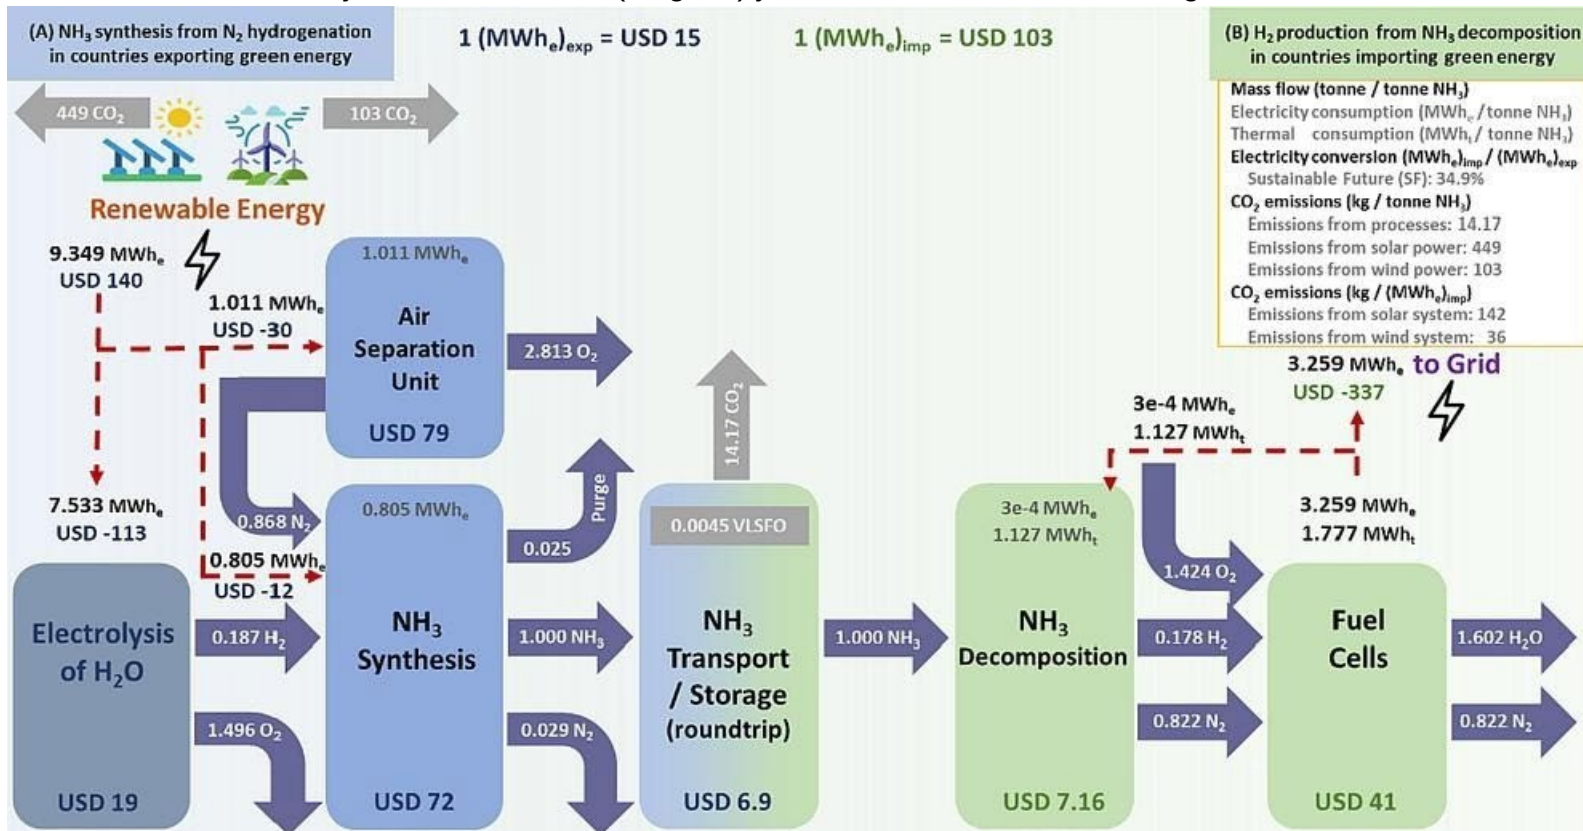 (A) NH₃ synthesis from N₂ hydrogenation
in countries exporting green energy
1 (MWhₑ)exp = USD 15
1 (MWhₑ)imp = USD 103
(B) H₂ production from NH₃ decomposition
in countries importing green energy
449 CO₂
103 CO₂
Renewable Energy
Mass flow (tonne / tonne NH₃)
Electricity consumption (MWhₑ / tonne NH₃)
Thermal consumption (MWhₜ / tonne NH₃)
Electricity conversion (MWhₑ)imp / (MWhₑ)exp
Sustainable Future (SF): 34.9%
CO₂ emissions (kg / tonne NH₃)
Emissions from processes: 14.17
Emissions from solar power: 449
Emissions from wind power: 103
CO₂ emissions (kg / (MWhₑ)imp)
Emissions from solar system: 142
Emissions from wind system: 36
9.349 MWhₑ
USD 140
1.011 MWhₑ
USD -30
1.011 MWhₑ
Air
Separation
Unit
USD 79
2.813 O₂
7.533 MWhₑ
USD -113
0.868 N₂
0.805 MWhₑ
USD -12
Electrolysis
of H₂O
USD 19
0.187 H₂
1.496 O₂
0.805 MWhₑ
NH₃
Synthesis
USD 72
Purge
0.025
1.000 NH₃
0.029 N₂
14.17 CO₂
0.0045 VLSFO
NH₃
Transport
/ Storage
(roundtrip)
USD 6.9
1.000 NH₃
3e-4 MWhₑ
1.127 MWhₜ
3e-4 MWhₑ
1.127 MWhₜ
NH₃
Decomposition
USD 7.16
1.424 O₂
0.178 H₂
0.822 N₂
3.259 MWhₑ to Grid
USD -337
3.259 MWhₑ
1.777 MWhₜ
Fuel
Cells
USD 41
1.602 H₂O
0.822 N₂